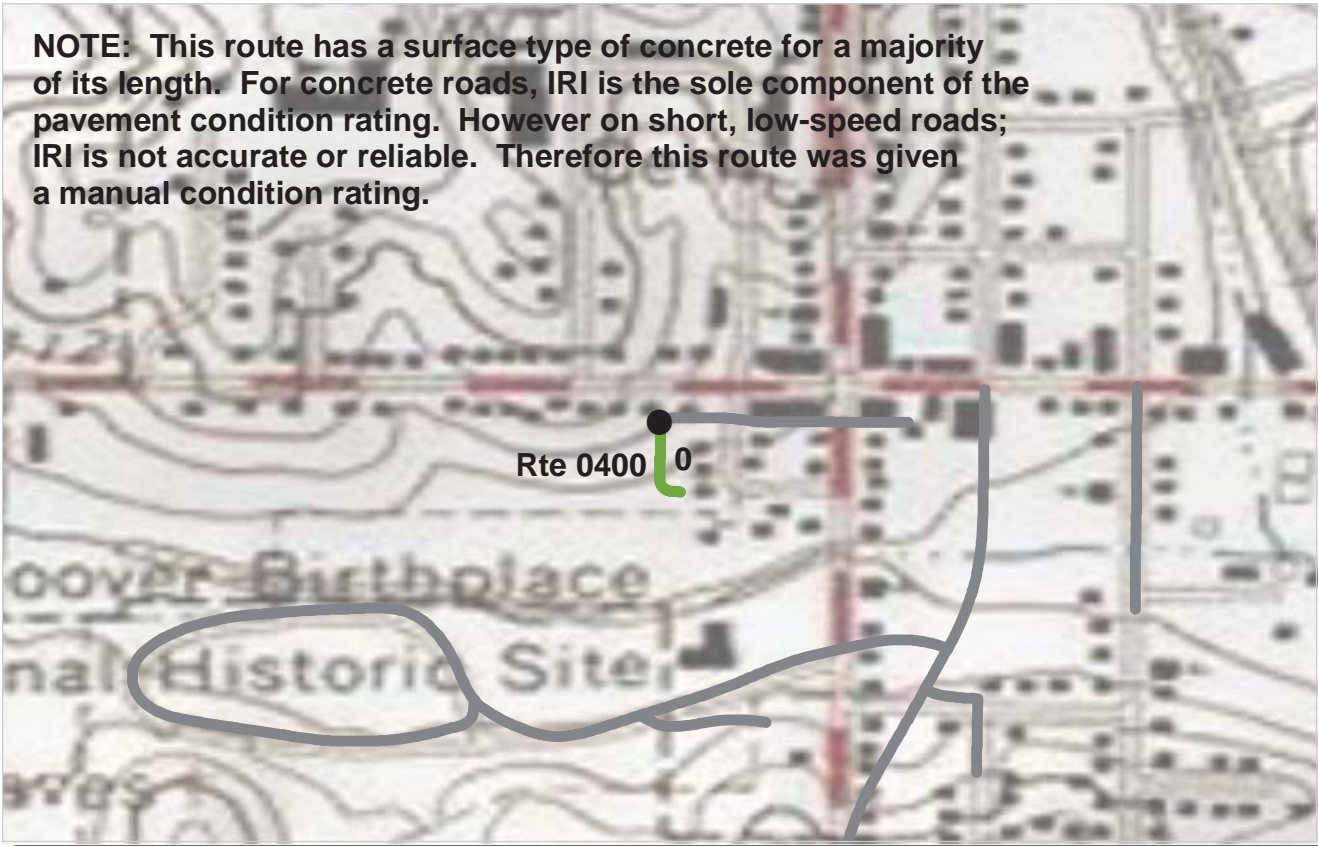 NOTE:  This route has a surface type of concrete for a majority
of its length.  For concrete roads, IRI is the sole component of the
pavement condition rating.  However on short, low-speed roads;
IRI is not accurate or reliable.  Therefore this route was given
a manual condition rating.
Rte 0400
0
oover Birthplace
nal Historic Site
aves